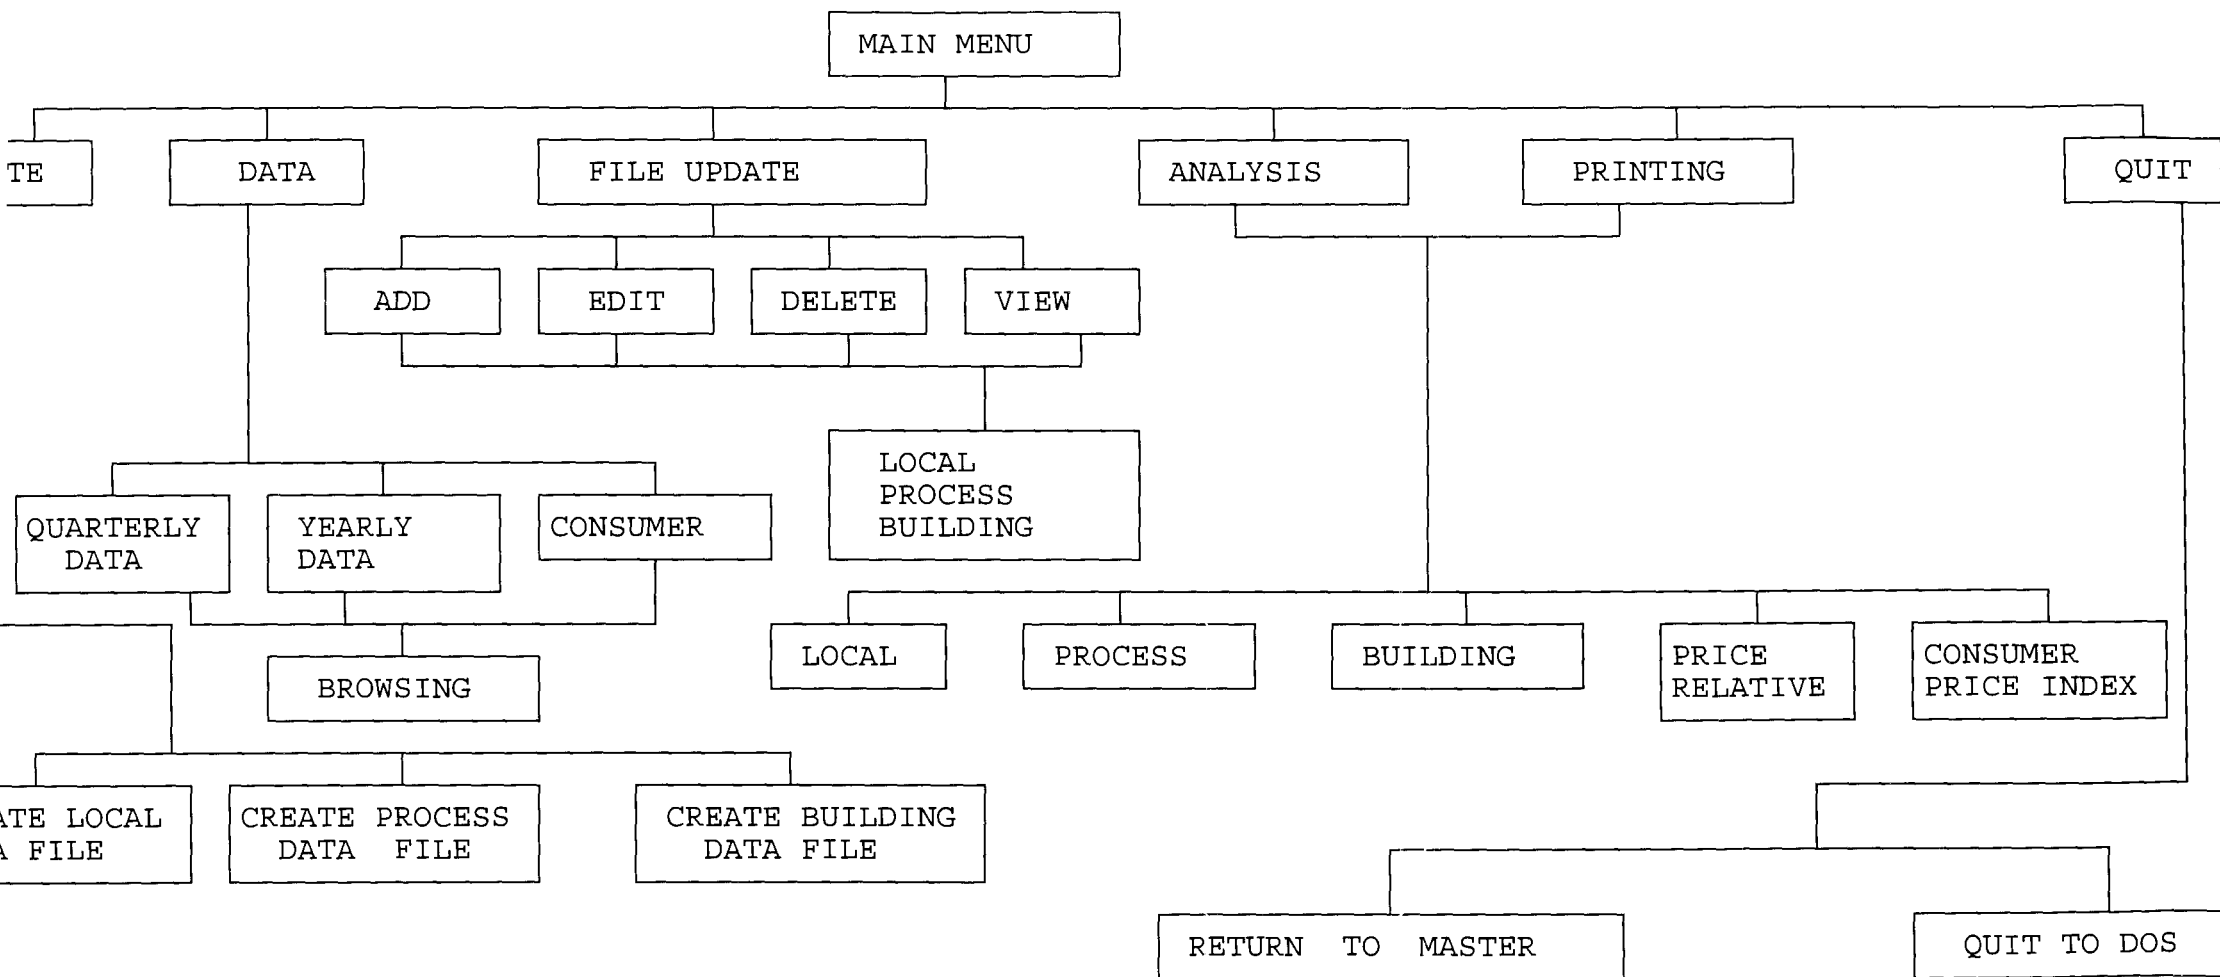 MAIN MENU
TE
DATA
FILE UPDATE
ANALYSIS
PRINTING
QUIT
ADD
EDIT
DELETE
VIEW
LOCAL
PROCESS
BUILDING
QUARTERLY
DATA
YEARLY
DATA
CONSUMER
BROWSING
LOCAL
PROCESS
BUILDING
PRICE
RELATIVE
CONSUMER
PRICE INDEX
ATE LOCAL
A FILE
CREATE PROCESS
DATA FILE
CREATE BUILDING
DATA FILE
RETURN TO MASTER
QUIT TO DOS